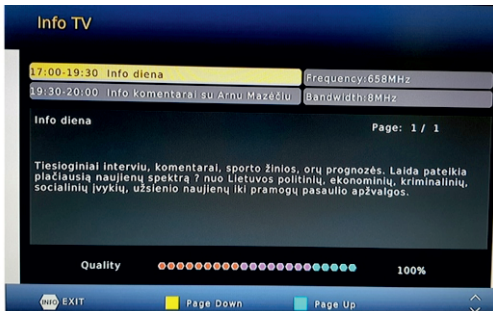 Info TV
17:00-19:30 Info diena
Frequency:658MHz
19:30-20:00 Info komentarai su Arnu Mazėčiu
Bandwidth:8MHz
Info diena
Page: 1/ 1
Tiesioginiai interviu, komentarai, sporto žinios, orų prognozės. Laida pateikia
plačiausią naujienų spektrą ? nuo Lietuvos politinių, ekonominių, kriminalinių,
socialinių įvykių, užsienio naujienų iki pramogų pasaulio apžvalgos.
Quality 100%
INFO EXIT Page Down Page Up